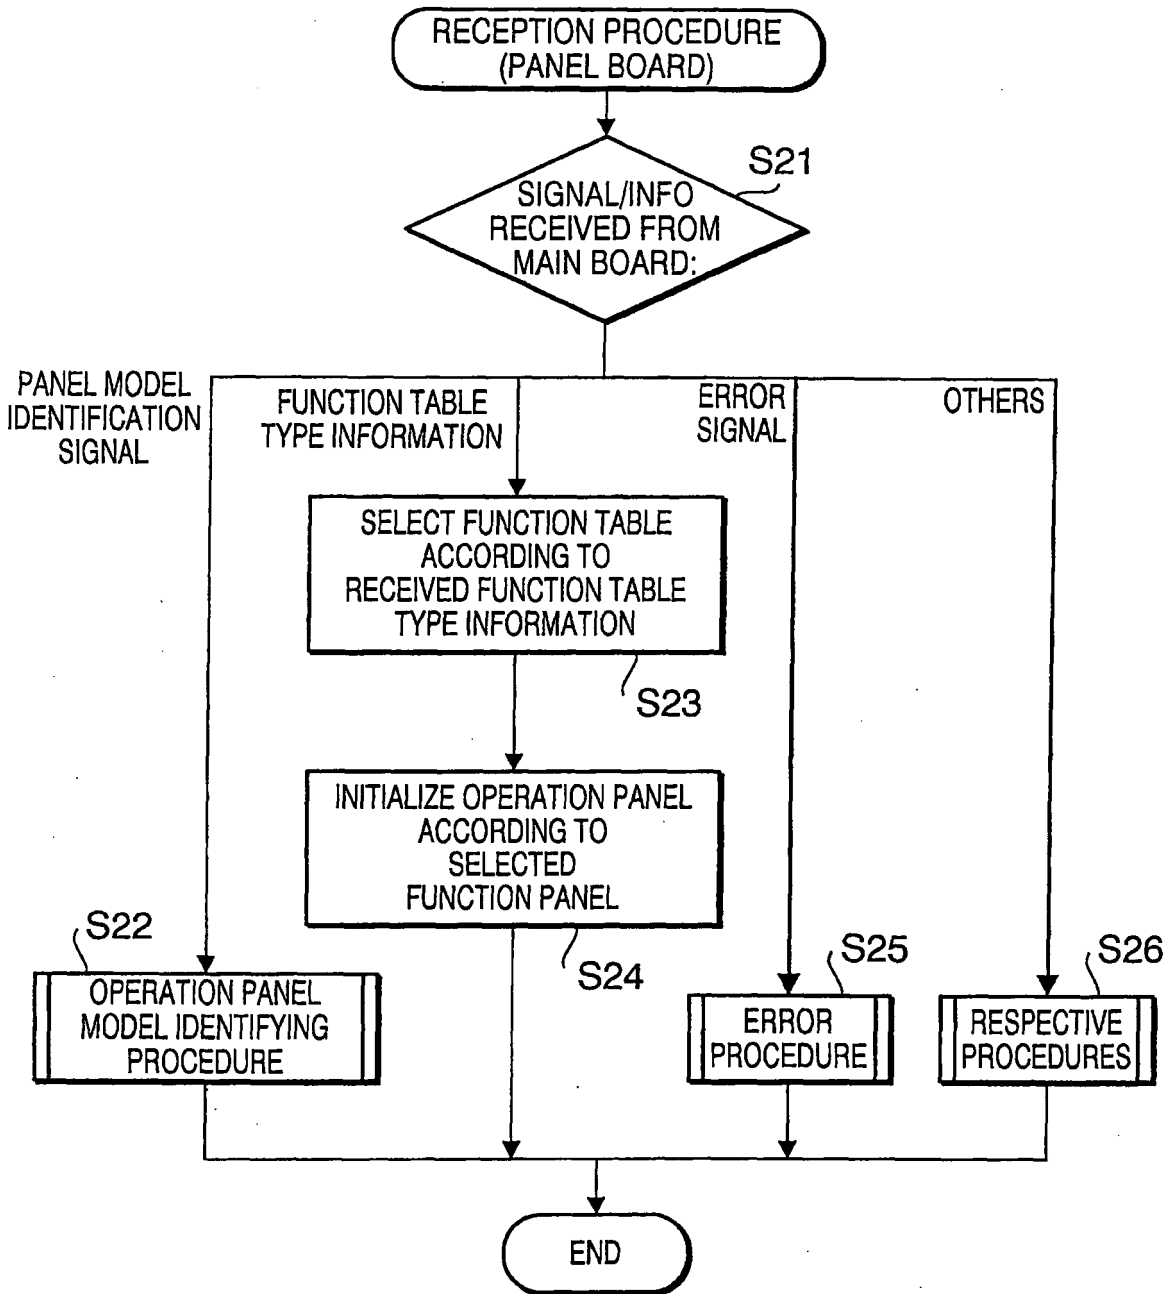 RECEPTION PROCEDURE
(PANEL BOARD)
S21
SIGNAL/INFO
RECEIVED FROM
MAIN BOARD:
PANEL MODEL
IDENTIFICATION
SIGNAL
FUNCTION TABLE
TYPE INFORMATION
ERROR
SIGNAL
OTHERS
SELECT FUNCTION TABLE
ACCORDING TO
RECEIVED FUNCTION TABLE
TYPE INFORMATION
S23
INITIALIZE OPERATION PANEL
ACCORDING TO
SELECTED
FUNCTION PANEL
S24
S22
OPERATION PANEL
MODEL IDENTIFYING
PROCEDURE
S25
ERROR
PROCEDURE
S26
RESPECTIVE
PROCEDURES
END